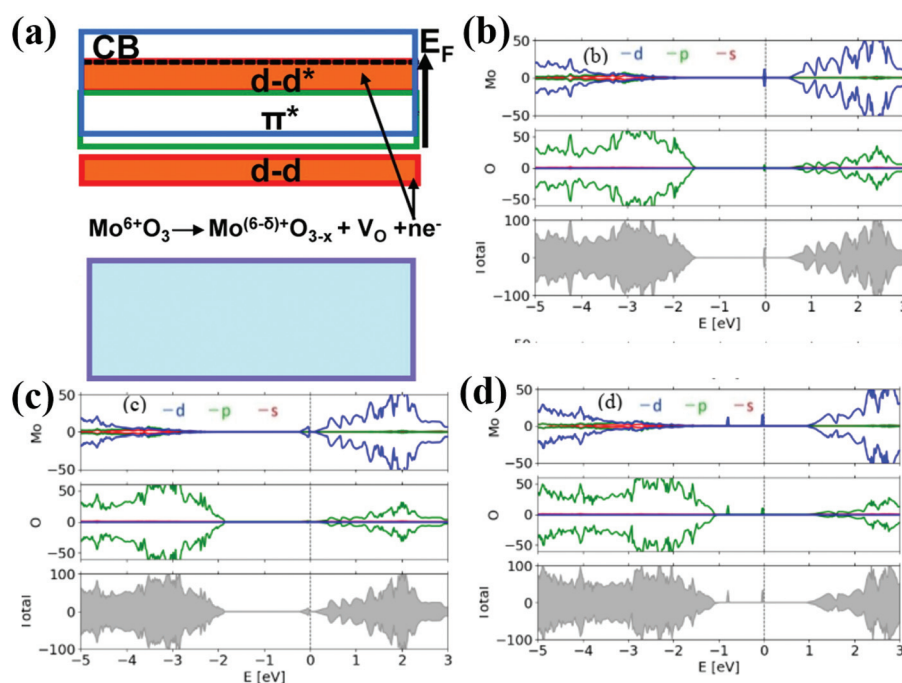 (a)
CB
E_F
d-d*
π*
d-d
Mo⁶⁺O₃→Mo⁽⁶⁻ᵟ⁾⁺O₃₋ₓ + V_O +ne⁻
(b)
50
(b) −d −p −s
Mo
0
−50
50
O
0
−50
100
Total
0
−100
−5 −4 −3 −2 −1 0 1 2 3
E [eV]
(c)
50
(c) −d −p −s
Mo
0
−50
50
O
0
−50
100
Total
0
−100
−5 −4 −3 −2 −1 0 1 2 3
E [eV]
(d)
50
(d) −d −p −s
Mo
0
−50
50
O
0
−50
100
Total
0
−100
−5 −4 −3 −2 −1 0 1 2 3
E [eV]